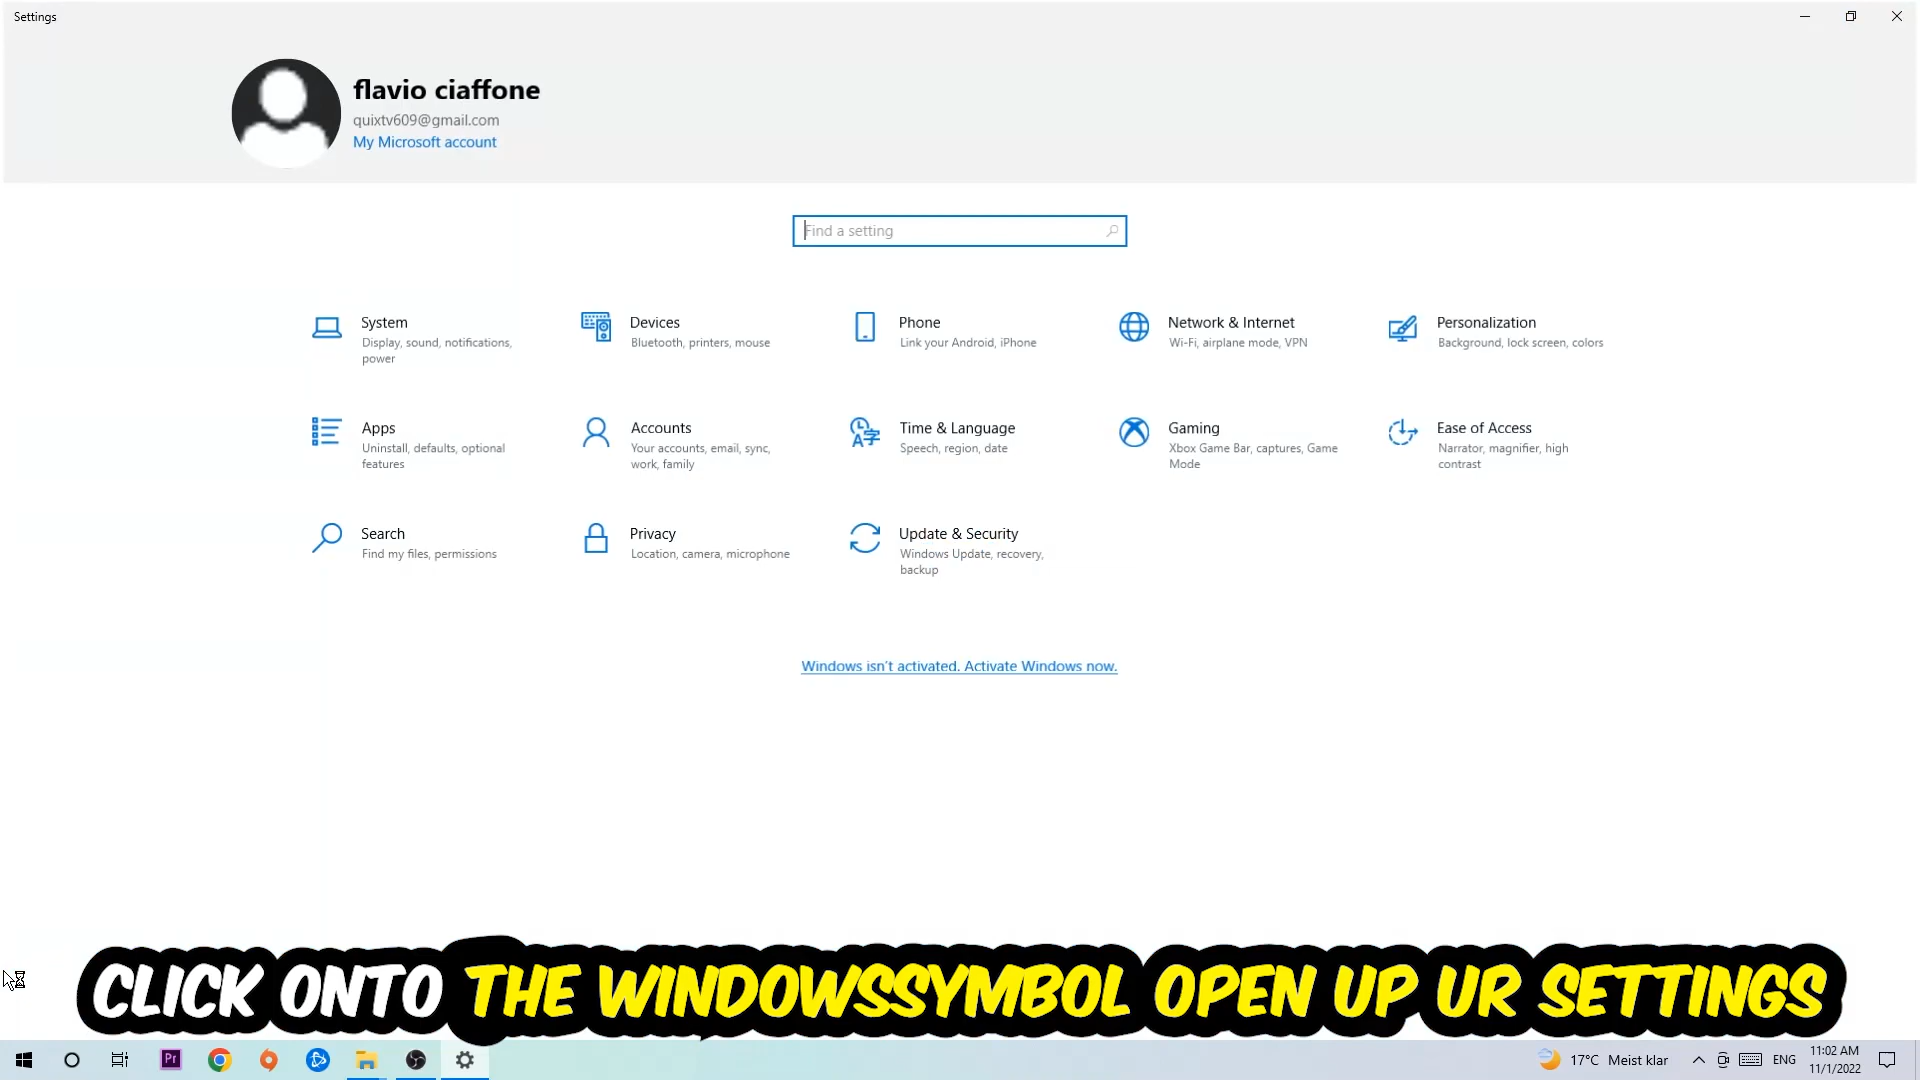 Settings
flavio ciaffone
quixtv609@gmail.com
My Microsoft account
Find a setting
System
Display, sound, notifications,
power
Devices
Bluetooth, printers, mouse
Phone
Link your Android, iPhone
Network & Internet
Wi-Fi, airplane mode, VPN
Personalization
Background, lock screen, colors
Apps
Uninstall, defaults, optional
features
Accounts
Your accounts, email, sync,
work, family
Time & Language
Speech, region, date
Gaming
Xbox Game Bar, captures, Game
Mode
Ease of Access
Narrator, magnifier, high
contrast
Search
Find my files, permissions
Privacy
Location, camera, microphone
Update & Security
Windows Update, recovery,
backup
Windows isn't activated. Activate Windows now.
CLICK ONTO THE WINDOWSSYMBOL OPEN UP UR SETTINGS
Pr
17°C Meist klar
ENG
11:02 AM
11/1/2022